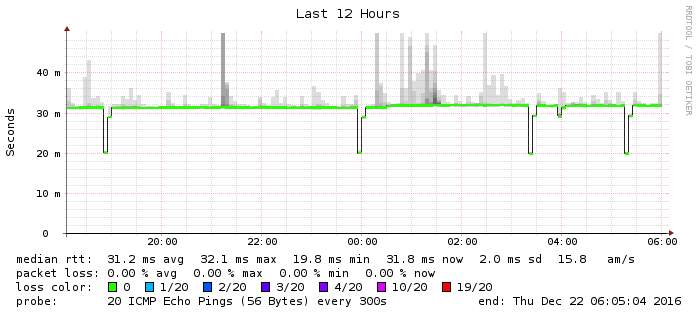 Last 12 Hours
RRDTOOL / TOBI OETIKER
Seconds
40 m
30 m
20 m
10 m
0
20:00 22:00 00:00 02:00 04:00 06:00
median rtt: 31.2 ms avg 32.1 ms max 19.8 ms min 31.8 ms now 2.0 ms sd 15.8 am/s
packet loss: 0.00 % avg 0.00 % max 0.00 % min 0.00 % now
loss color: 0 1/20 2/20 3/20 4/20 10/20 19/20
probe: 20 ICMP Echo Pings (56 Bytes) every 300s end: Thu Dec 22 06:05:04 2016